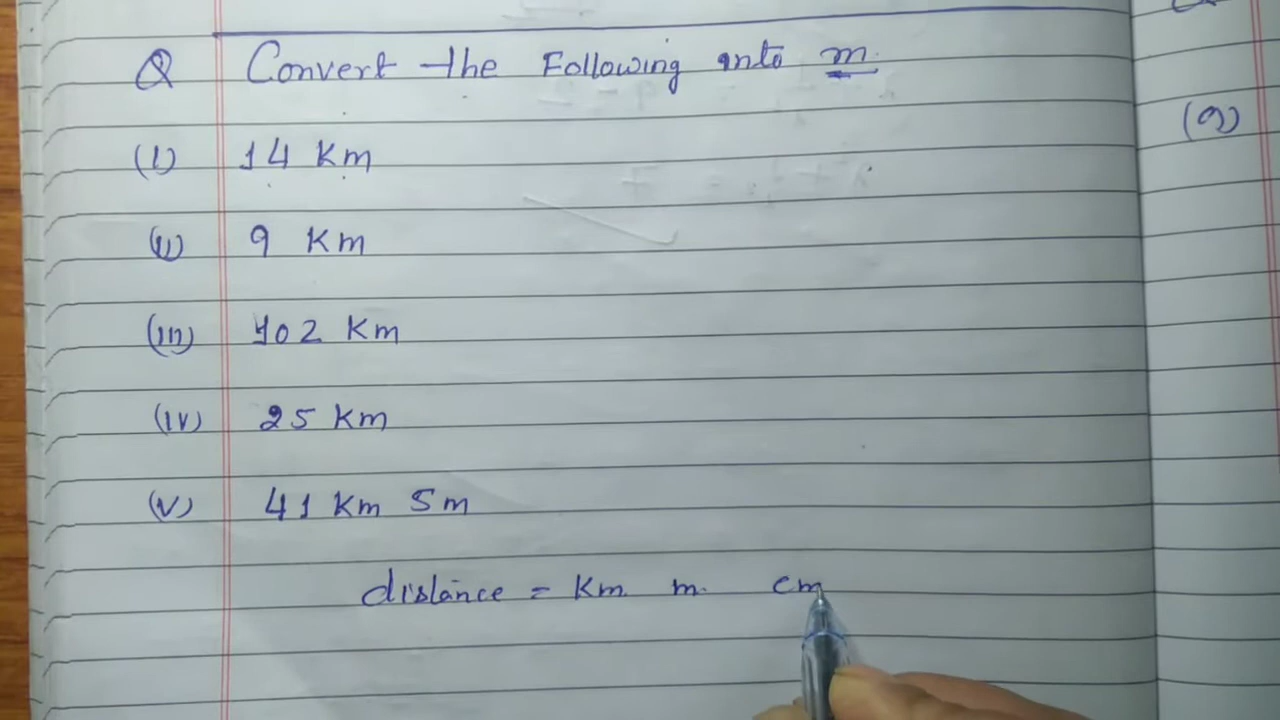 Q Convert the Following into m.
(I) 14 Km
(II) 9 Km
(III) 102 Km
(IV) 25 Km
(V) 41 Km 5m
distance = Km. m. cm